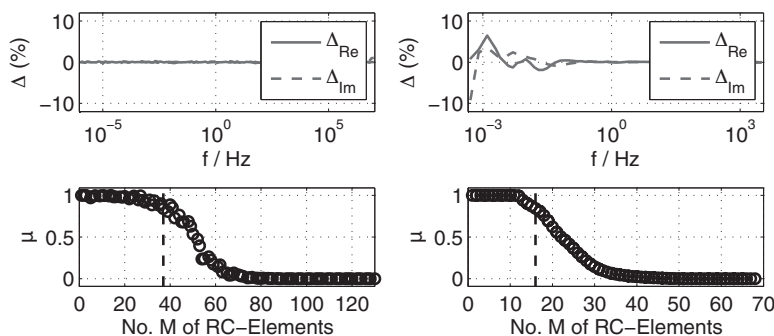 10
0
−10
Δ (%)
Δ_Re
Δ_Im
10^−5
10^0
10^5
f / Hz
10
0
−10
Δ (%)
Δ_Re
Δ_Im
10^−3
10^0
10^3
f / Hz
1
0.5
0
μ
0 20 40 60 80 100 120
No. M of RC−Elements
1
0.5
0
μ
0 10 20 30 40 50 60 70
No. M of RC−Elements